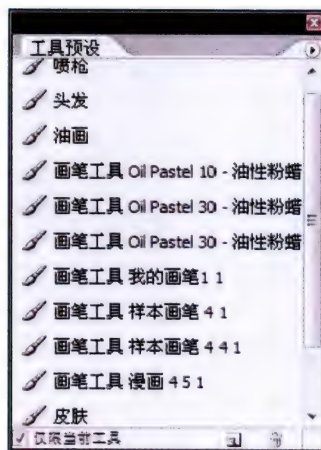 工具预设
喷枪
头发
油画
画笔工具 Oil Pastel 10 - 油性粉蜡
画笔工具 Oil Pastel 30 - 油性粉蜡
画笔工具 Oil Pastel 30 - 油性粉蜡
画笔工具 我的画笔1 1
画笔工具 样本画笔 4 1
画笔工具 样本画笔 4 4 1
画笔工具 漫画 4 5 1
皮肤
仅限当前工具